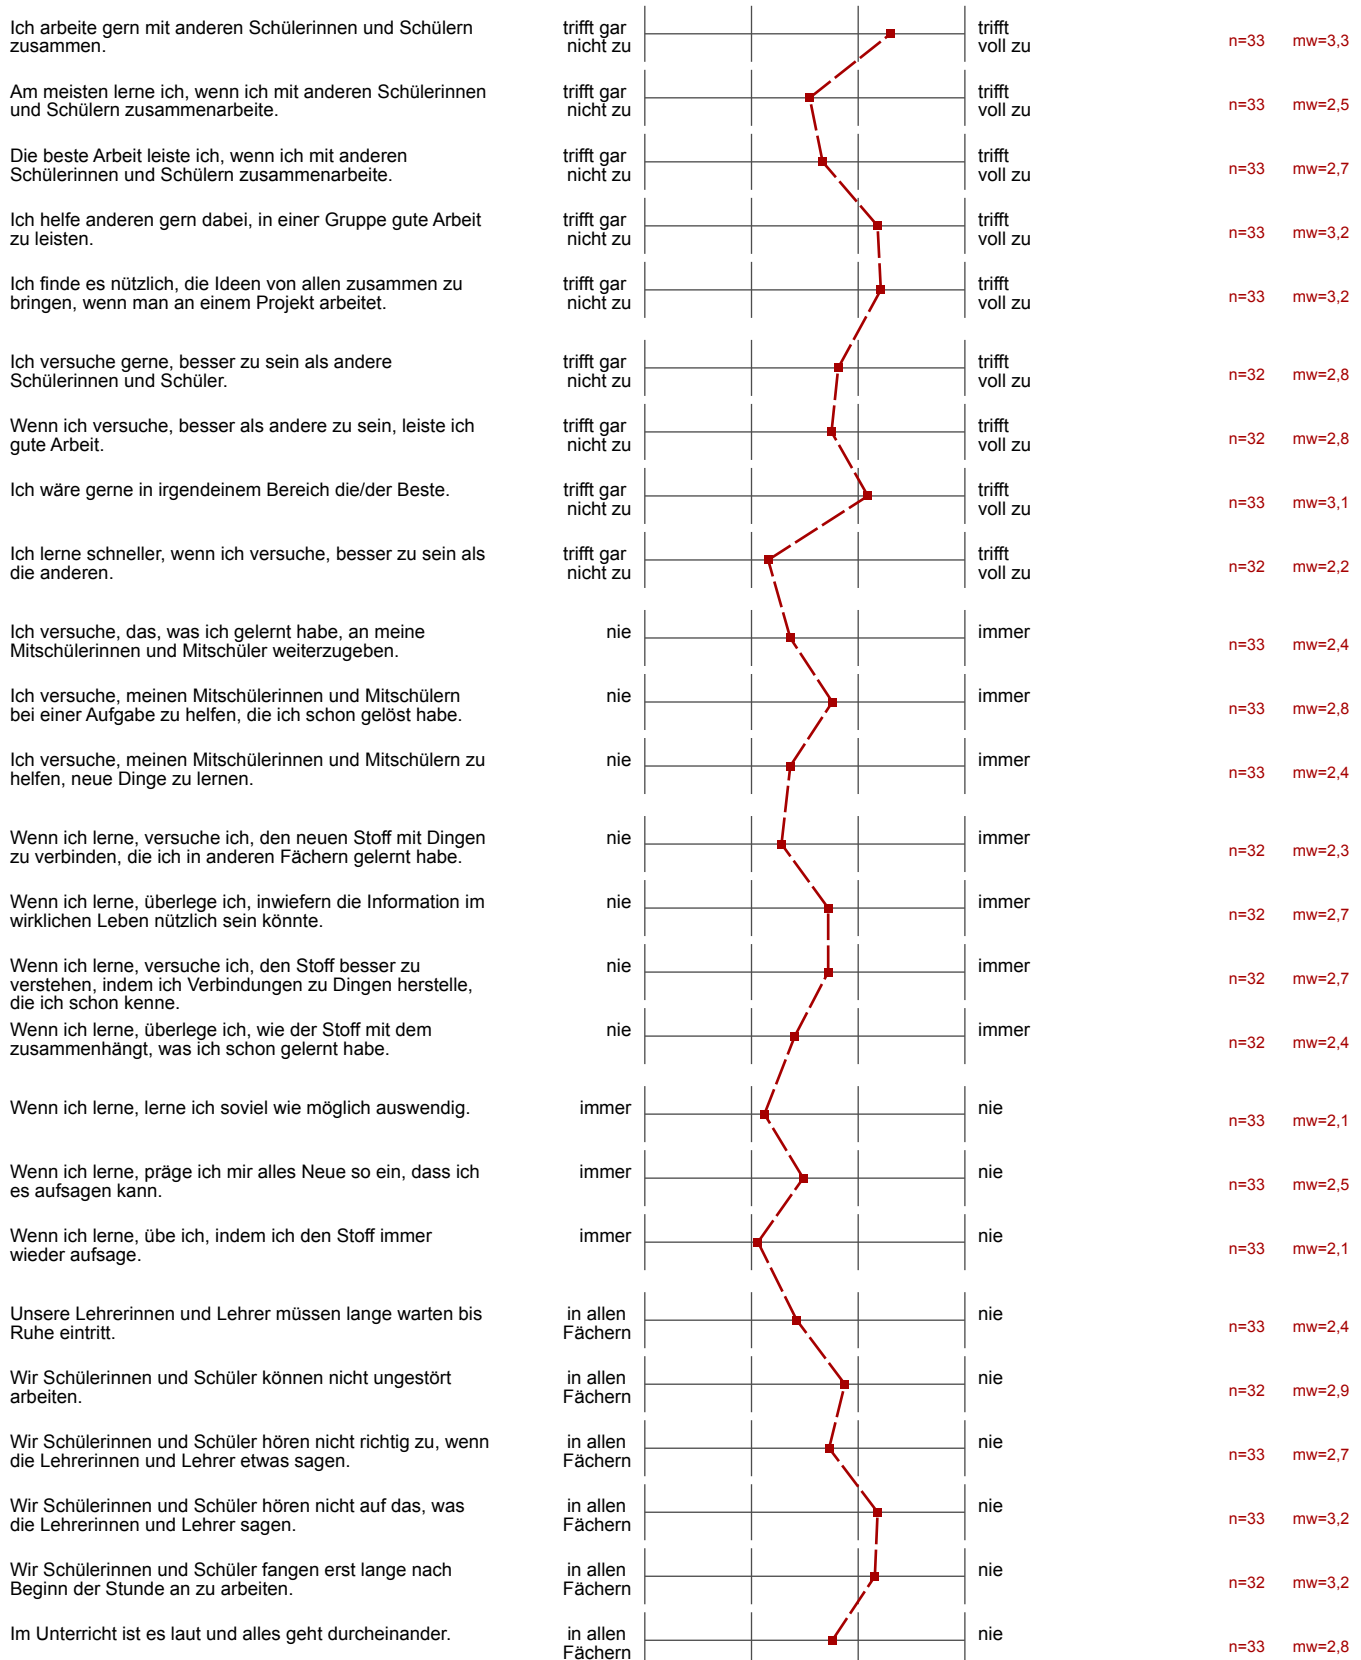 Ich arbeite gern mit anderen Schülerinnen und Schülern
zusammen.
trifft gar
nicht zu
trifft
voll zu
n=33 mw=3,3
Am meisten lerne ich, wenn ich mit anderen Schülerinnen
und Schülern zusammenarbeite.
trifft gar
nicht zu
trifft
voll zu
n=33 mw=2,5
Die beste Arbeit leiste ich, wenn ich mit anderen
Schülerinnen und Schülern zusammenarbeite.
trifft gar
nicht zu
trifft
voll zu
n=33 mw=2,7
Ich helfe anderen gern dabei, in einer Gruppe gute Arbeit
zu leisten.
trifft gar
nicht zu
trifft
voll zu
n=33 mw=3,2
Ich finde es nützlich, die Ideen von allen zusammen zu
bringen, wenn man an einem Projekt arbeitet.
trifft gar
nicht zu
trifft
voll zu
n=33 mw=3,2
Ich versuche gerne, besser zu sein als andere
Schülerinnen und Schüler.
trifft gar
nicht zu
trifft
voll zu
n=32 mw=2,8
Wenn ich versuche, besser als andere zu sein, leiste ich
gute Arbeit.
trifft gar
nicht zu
trifft
voll zu
n=32 mw=2,8
Ich wäre gerne in irgendeinem Bereich die/der Beste.
trifft gar
nicht zu
trifft
voll zu
n=33 mw=3,1
Ich lerne schneller, wenn ich versuche, besser zu sein als
die anderen.
trifft gar
nicht zu
trifft
voll zu
n=32 mw=2,2
Ich versuche, das, was ich gelernt habe, an meine
Mitschülerinnen und Mitschüler weiterzugeben.
nie
immer
n=33 mw=2,4
Ich versuche, meinen Mitschülerinnen und Mitschülern
bei einer Aufgabe zu helfen, die ich schon gelöst habe.
nie
immer
n=33 mw=2,8
Ich versuche, meinen Mitschülerinnen und Mitschülern zu
helfen, neue Dinge zu lernen.
nie
immer
n=33 mw=2,4
Wenn ich lerne, versuche ich, den neuen Stoff mit Dingen
zu verbinden, die ich in anderen Fächern gelernt habe.
nie
immer
n=32 mw=2,3
Wenn ich lerne, überlege ich, inwiefern die Information im
wirklichen Leben nützlich sein könnte.
nie
immer
n=32 mw=2,7
Wenn ich lerne, versuche ich, den Stoff besser zu
verstehen, indem ich Verbindungen zu Dingen herstelle,
die ich schon kenne.
nie
immer
n=32 mw=2,7
Wenn ich lerne, überlege ich, wie der Stoff mit dem
zusammenhängt, was ich schon gelernt habe.
nie
immer
n=32 mw=2,4
Wenn ich lerne, lerne ich soviel wie möglich auswendig.
immer
nie
n=33 mw=2,1
Wenn ich lerne, präge ich mir alles Neue so ein, dass ich
es aufsagen kann.
immer
nie
n=33 mw=2,5
Wenn ich lerne, übe ich, indem ich den Stoff immer
wieder aufsage.
immer
nie
n=33 mw=2,1
Unsere Lehrerinnen und Lehrer müssen lange warten bis
Ruhe eintritt.
in allen
Fächern
nie
n=33 mw=2,4
Wir Schülerinnen und Schüler können nicht ungestört
arbeiten.
in allen
Fächern
nie
n=32 mw=2,9
Wir Schülerinnen und Schüler hören nicht richtig zu, wenn
die Lehrerinnen und Lehrer etwas sagen.
in allen
Fächern
nie
n=33 mw=2,7
Wir Schülerinnen und Schüler hören nicht auf das, was
die Lehrerinnen und Lehrer sagen.
in allen
Fächern
nie
n=33 mw=3,2
Wir Schülerinnen und Schüler fangen erst lange nach
Beginn der Stunde an zu arbeiten.
in allen
Fächern
nie
n=32 mw=3,2
Im Unterricht ist es laut und alles geht durcheinander.
in allen
Fächern
nie
n=33 mw=2,8